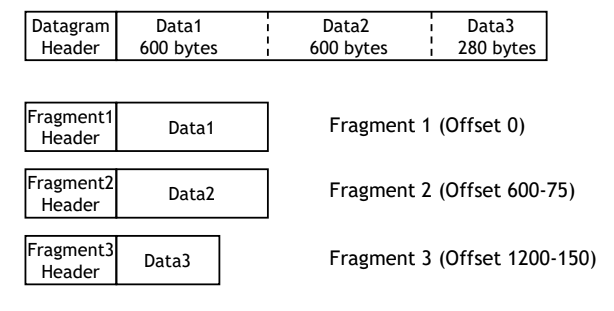 Datagram Header
Data1
600 bytes
Data2
600 bytes
Data3
280 bytes
Fragment1
Header
Data1
Fragment 1 (Offset 0)
Fragment2
Header
Data2
Fragment 2 (Offset 600-75)
Fragment3
Header
Data3
Fragment 3 (Offset 1200-150)